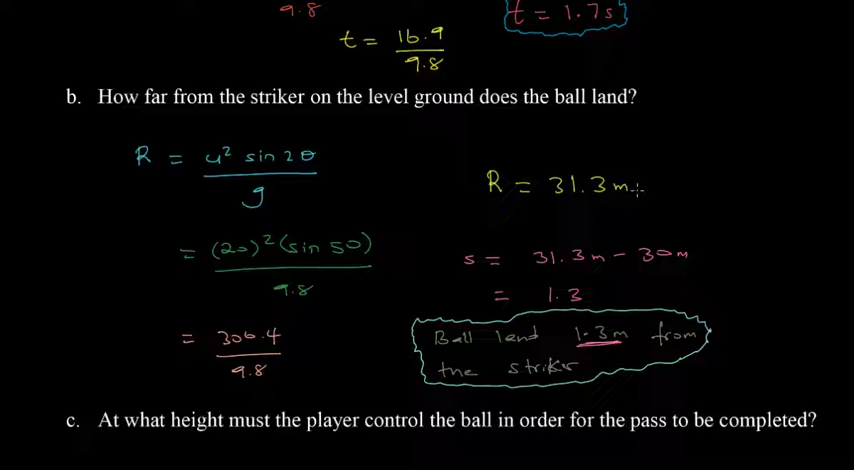 9.8
t = 1.7s
t = 16.9
9.8
b. How far from the striker on the level ground does the ball land?
R = u² sin 2θ
g
R = 31.3m
= (20)² (sin 50)
9.8
s = 31.3m - 30m
= 1.3
= 306.4
9.8
Ball land 1.3m from
the striker
c. At what height must the player control the ball in order for the pass to be completed?